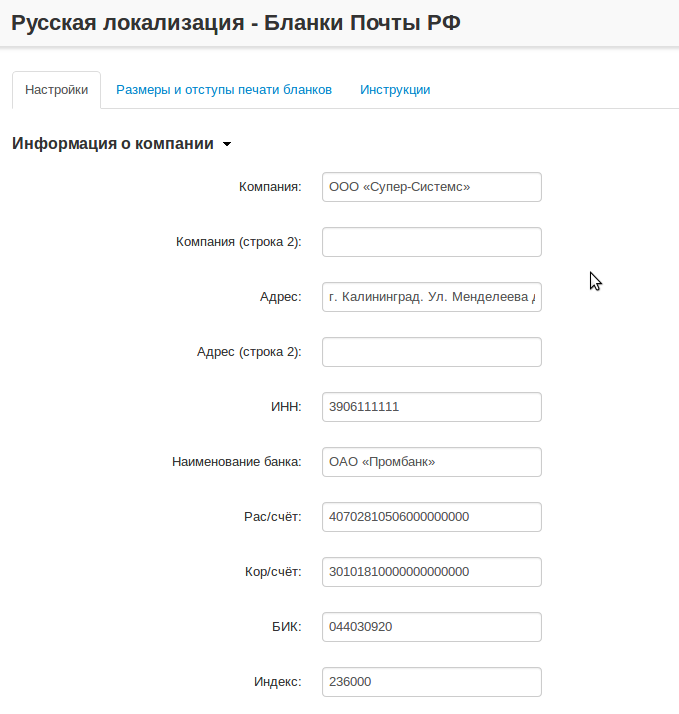 Русская локализация - Бланки Почты РФ
Настройки Размеры и отступы печати бланков Инструкции
Информация о компании
Компания: ООО «Супер-Системс»
Компания (строка 2):
Адрес: г. Калининград. Ул. Менделеева
Адрес (строка 2):
ИНН: 3906111111
Наименование банка: ОАО «Промбанк»
Рас/счёт: 40702810506000000000
Кор/счёт: 30101810000000000000
БИК: 044030920
Индекс: 236000